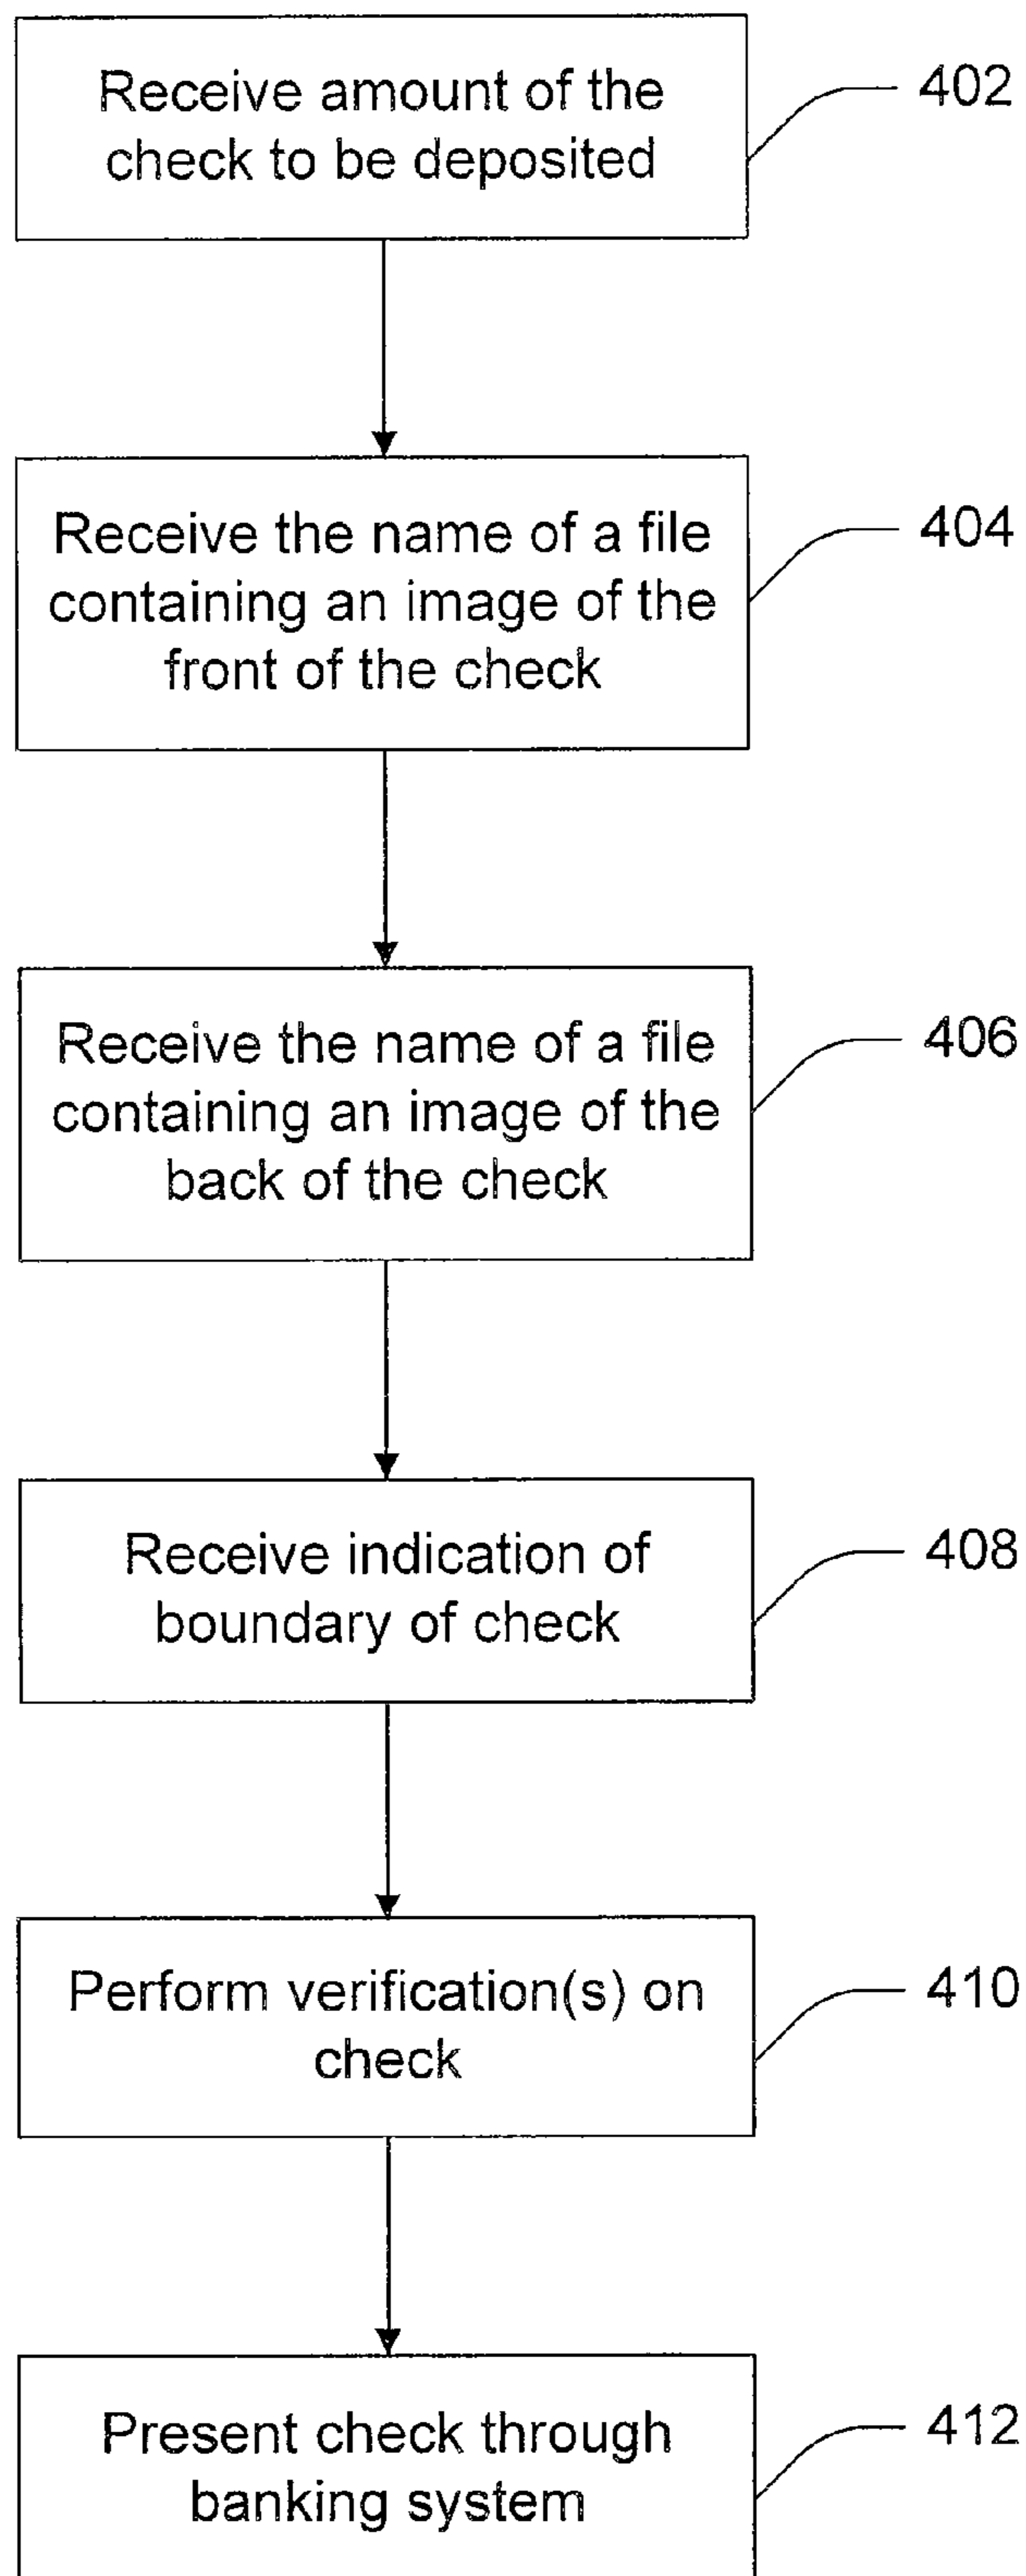 Receive amount of the
check to be deposited
402
Receive the name of a file
containing an image of the
front of the check
404
Receive the name of a file
containing an image of the
back of the check
406
Receive indication of
boundary of check
408
Perform verification(s) on
check
410
Present check through
banking system
412